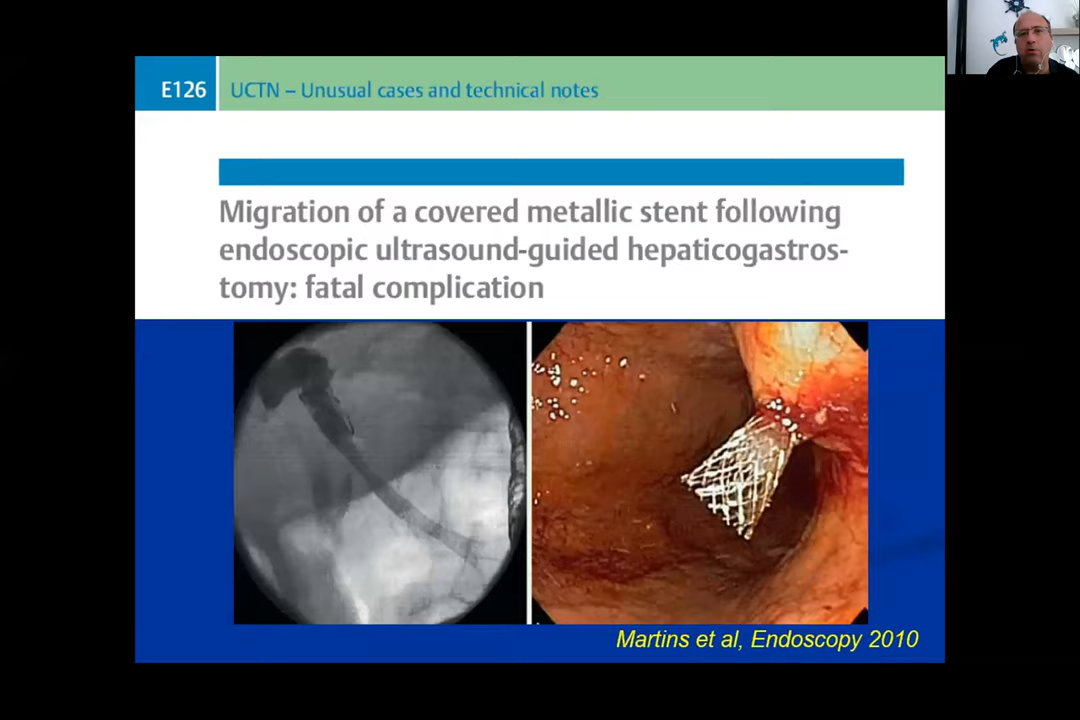 E126 UCTN – Unusual cases and technical notes
Migration of a covered metallic stent following
endoscopic ultrasound-guided hepaticogastros-
tomy: fatal complication
Martins et al, Endoscopy 2010